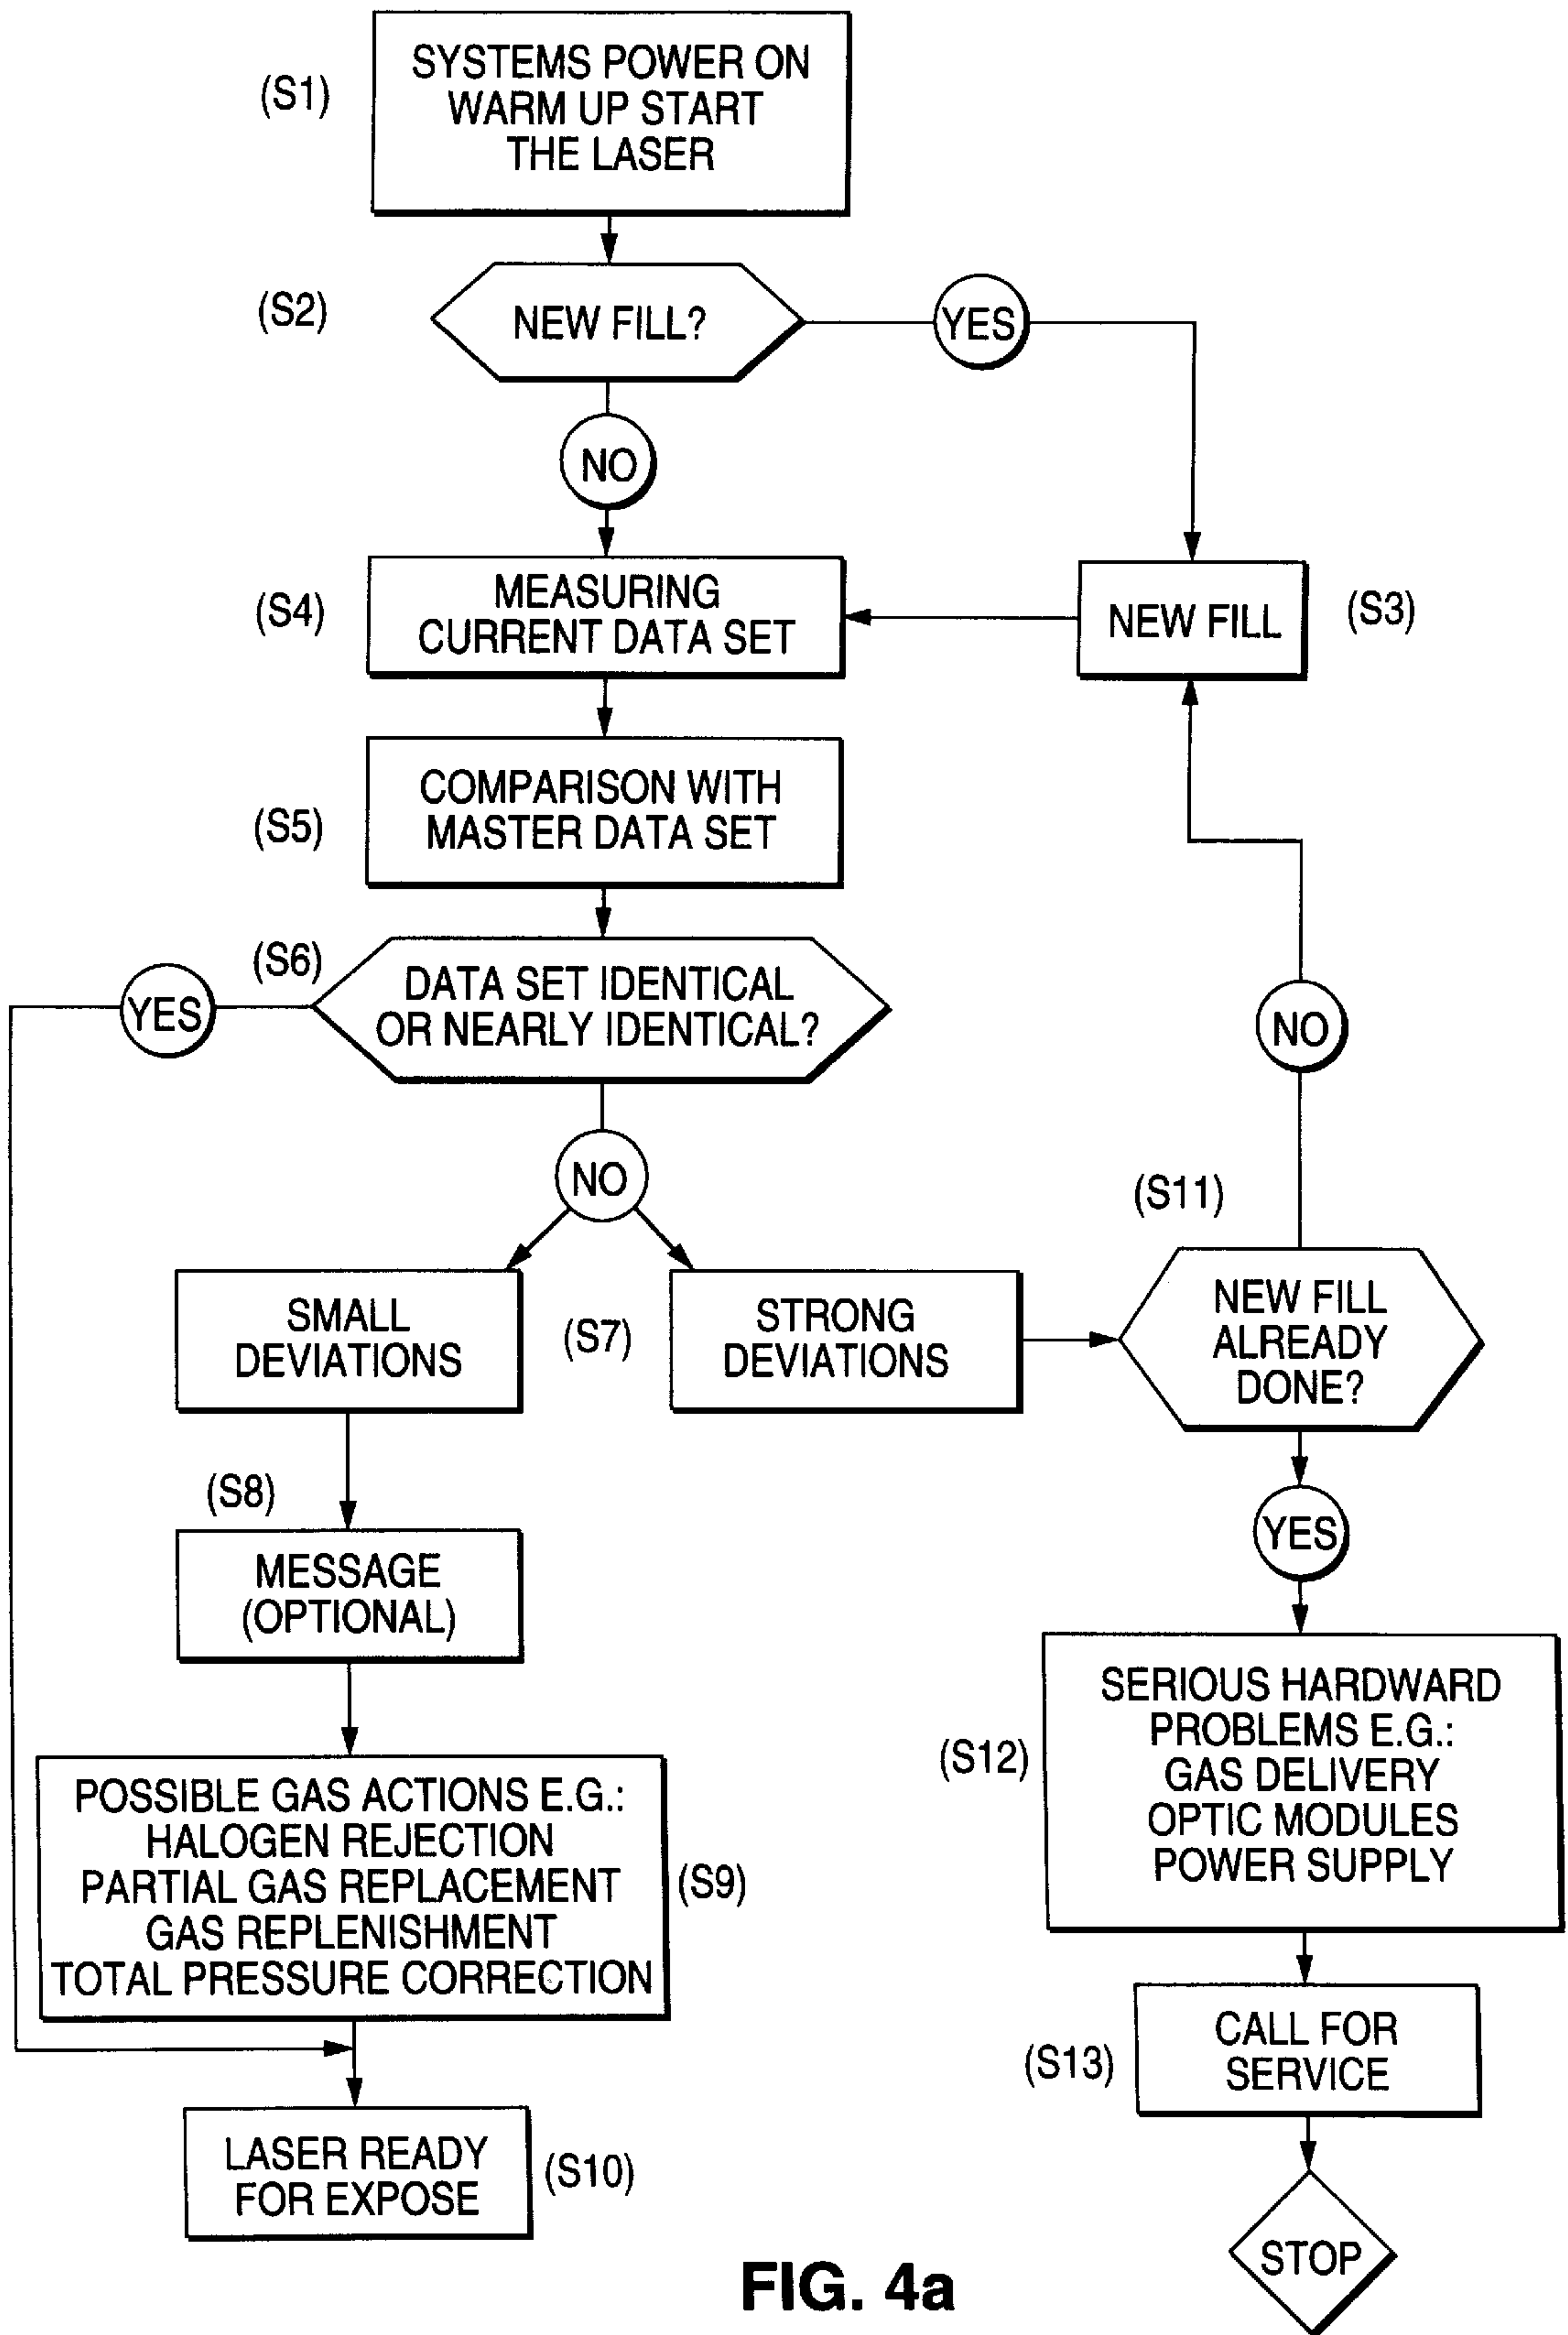 (S1)
SYSTEMS POWER ON
WARM UP START
THE LASER
(S2)
NEW FILL?
YES
NO
(S4)
MEASURING
CURRENT DATA SET
NEW FILL
(S3)
(S5)
COMPARISON WITH
MASTER DATA SET
(S6)
YES
DATA SET IDENTICAL
OR NEARLY IDENTICAL?
NO
NO
(S11)
SMALL
DEVIATIONS
(S7)
STRONG
DEVIATIONS
NEW FILL
ALREADY
DONE?
(S8)
YES
MESSAGE
(OPTIONAL)
(S12)
SERIOUS HARDWARD
PROBLEMS E.G.:
GAS DELIVERY
OPTIC MODULES
POWER SUPPLY
POSSIBLE GAS ACTIONS E.G.:
HALOGEN REJECTION
PARTIAL GAS REPLACEMENT
GAS REPLENISHMENT
TOTAL PRESSURE CORRECTION
(S9)
(S13)
CALL FOR
SERVICE
LASER READY
FOR EXPOSE
(S10)
STOP
FIG. 4a